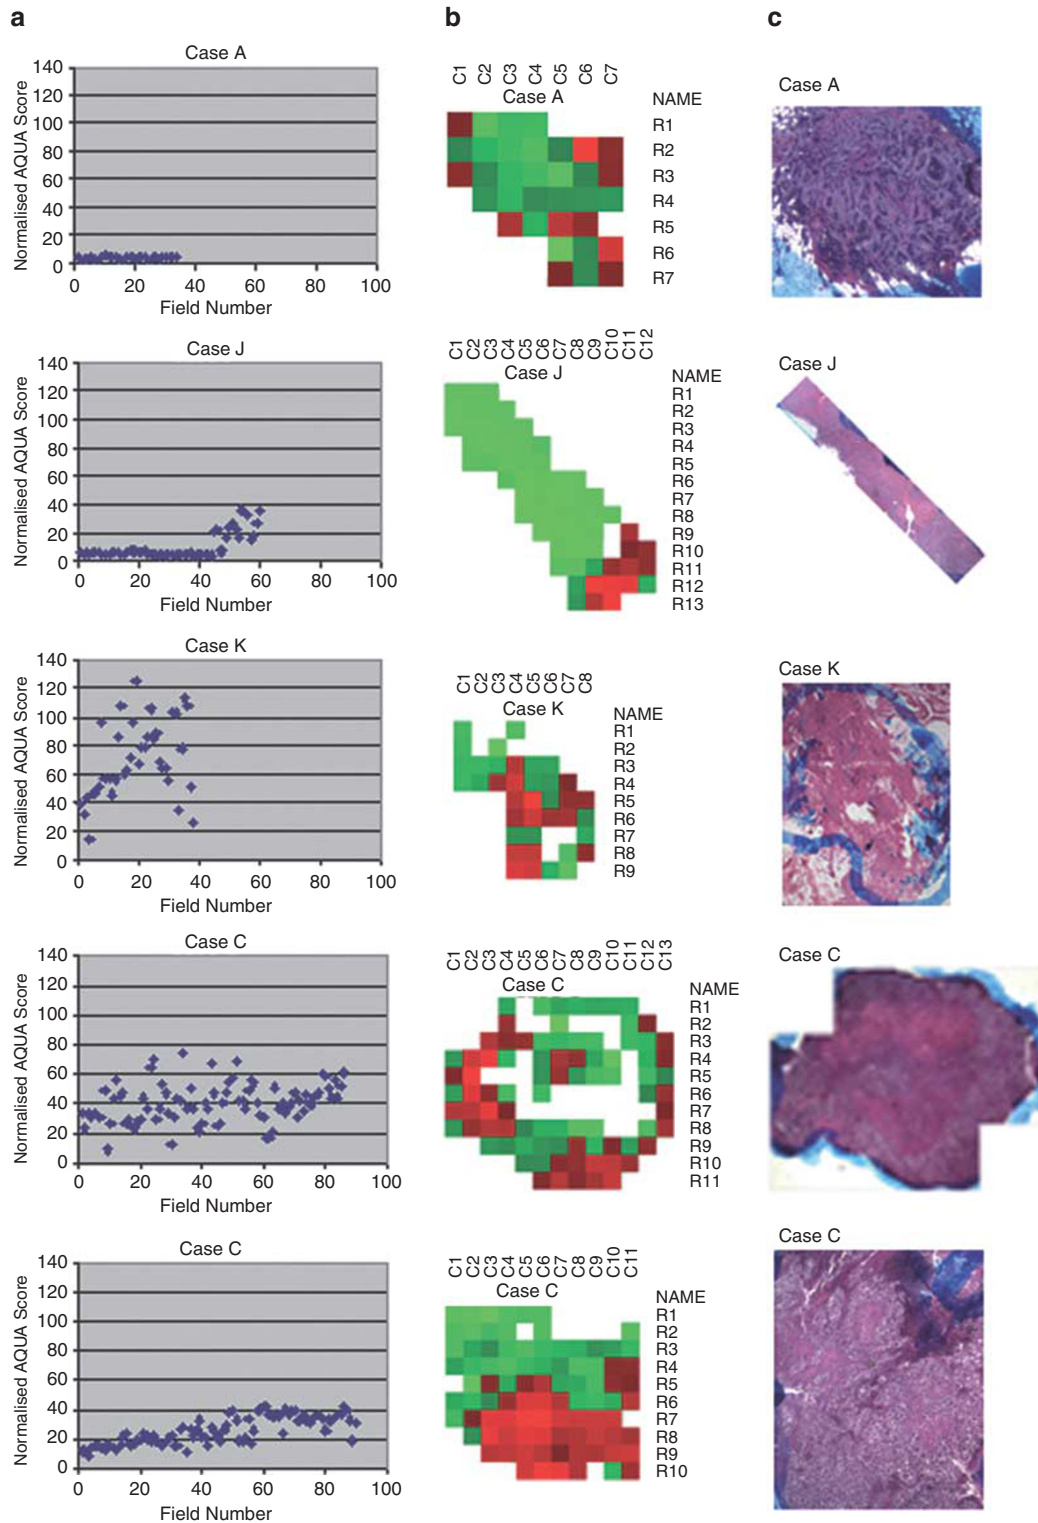 a
b
c
Case A
140
120
100
80
60
40
20
0
Normalised AQUA Score
0 20 40 60 80 100
Field Number
C1 C2 C3 C4 C5 C6 C7
Case A
NAME
R1
R2
R3
R4
R5
R6
R7
Case A
Case J
140
120
100
80
60
40
20
0
Normalised AQUA Score
0 20 40 60 80 100
Field Number
C1 C2 C3 C4 C5 C6 C7 C8 C9 C10 C11 C12
Case J
NAME
R1
R2
R3
R4
R5
R6
R7
R8
R9
R10
R11
R12
R13
Case J
Case K
140
120
100
80
60
40
20
0
Normalised AQUA Score
0 20 40 60 80 100
Field Number
C1 C2 C3 C4 C5 C6 C7 C8
Case K
NAME
R1
R2
R3
R4
R5
R6
R7
R8
R9
Case K
Case C
140
120
100
80
60
40
20
0
Normalised AQUA Score
0 20 40 60 80 100
Field Number
C1 C2 C3 C4 C5 C6 C7 C8 C9 C10 C11 C12 C13
Case C
NAME
R1
R2
R3
R4
R5
R6
R7
R8
R9
R10
R11
Case C
Case C
140
120
100
80
60
40
20
0
Normalised AQUA Score
0 20 40 60 80 100
Field Number
C1 C2 C3 C4 C5 C6 C7 C8 C9 C10 C11
Case C
NAME
R1
R2
R3
R4
R5
R6
R7
R8
R9
R10
Case C